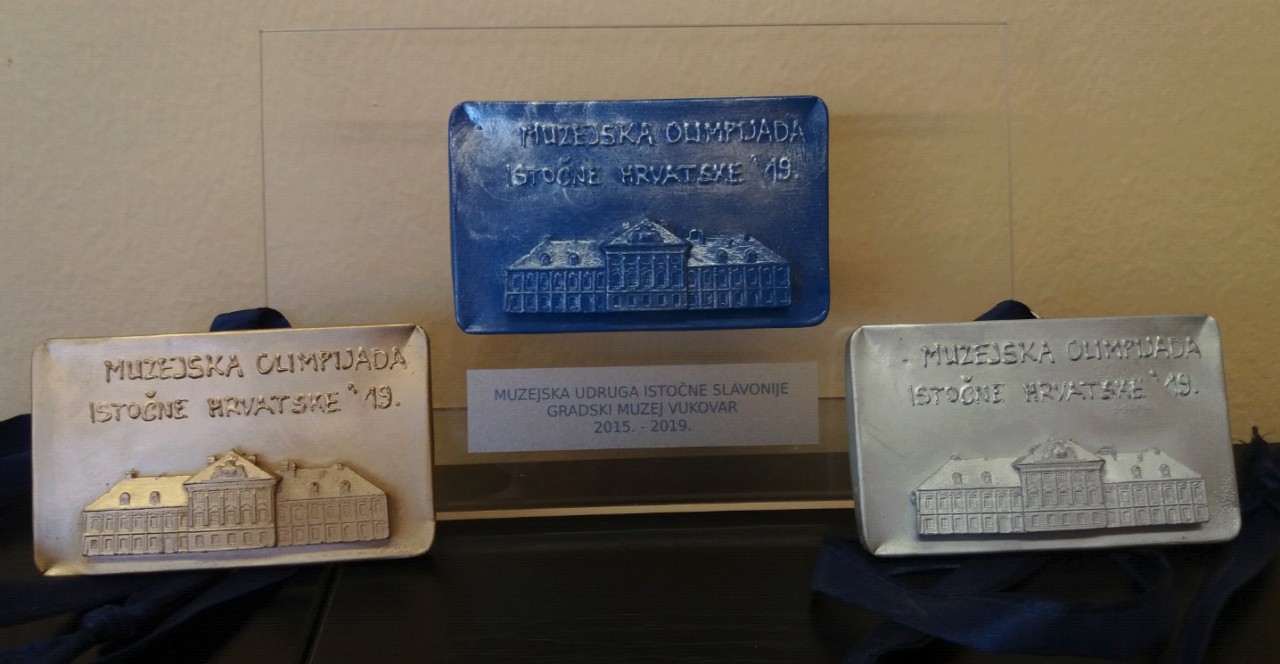 MUZEJSKA OLIMPIJADA
ISTOČNE HRVATSKE '19.
MUZEJSKA UDRUGA ISTOČNE SLAVONIJE
GRADSKI MUZEJ VUKOVAR
2015. - 2019.
MUZEJSKA OLIMPIJADA
ISTOČNE HRVATSKE '19.
MUZEJSKA OLIMPIJADA
ISTOČNE HRVATSKE '19.